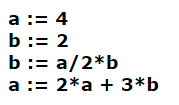 a := 4
b := 2
b := a/2*b
a := 2*a + 3*b